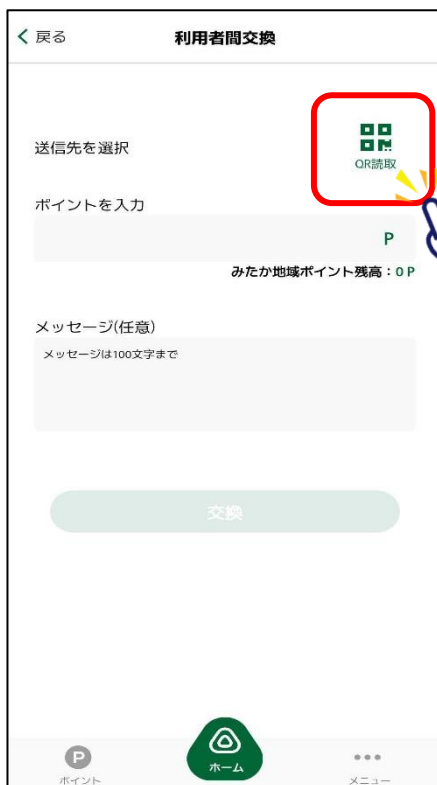 戻る
利用者間交換
送信先を選択
QR読取
ポイントを入力
P
みたか地域ポイント残高：0 P
メッセージ(任意)
メッセージは100文字まで
交換
P
ポイント
ホーム
メニュー